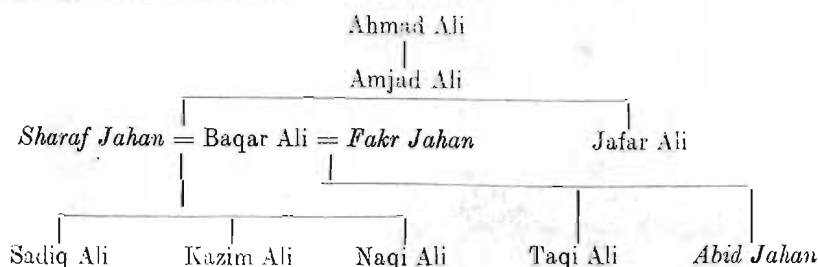 Ahmad Ali
Amjad Ali
Sharaf Jahan = Baqar Ali = Fakr Jahan Jafar Ali
Sadiq Ali Kazim Ali Naqi Ali Taqi Ali Abid Jahan